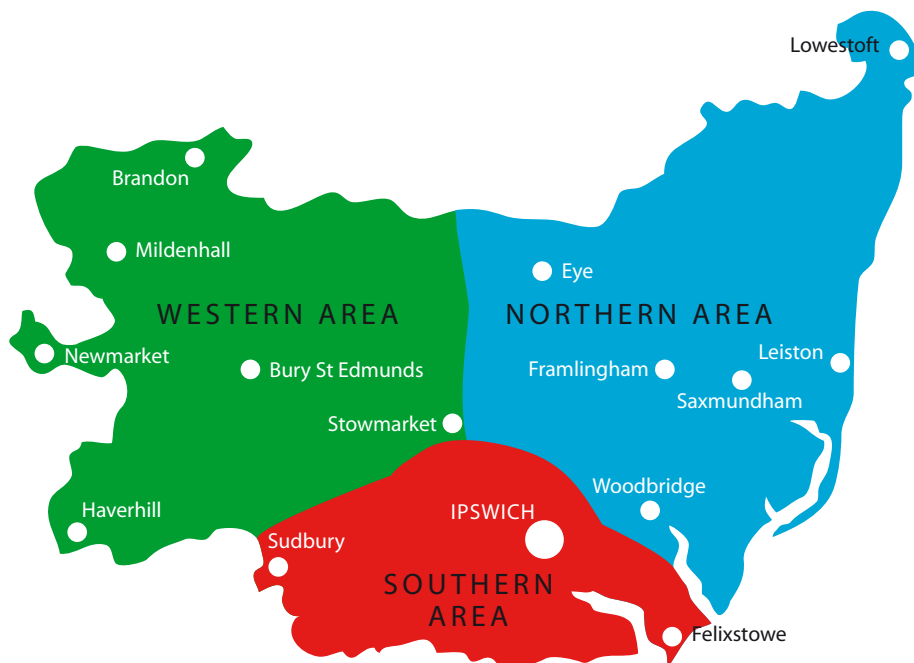 Lowestoft
Brandon
Mildenhall
Eye
WESTERN AREA
NORTHERN AREA
Newmarket
Bury St Edmunds
Framlingham
Leiston
Saxmundham
Stowmarket
Woodbridge
Haverhill
IPSWICH
Sudbury
SOUTHERN
AREA
Felixstowe